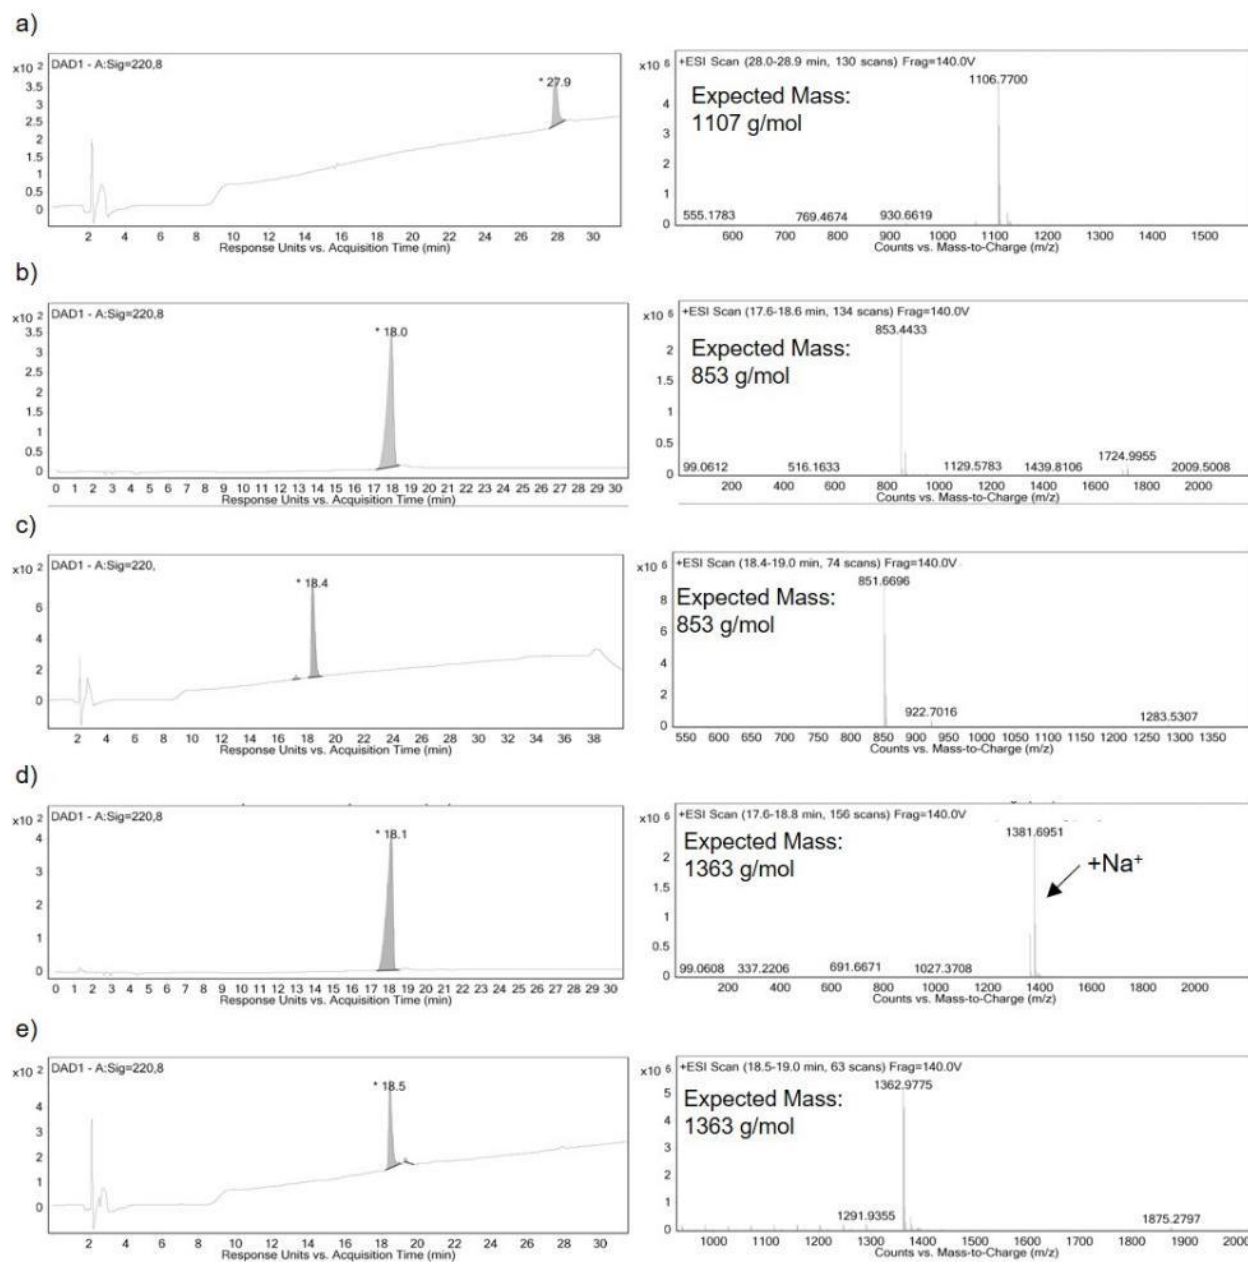 a)
x10 2
DAD1 - A:Sig=220,8
* 27.9
3.5
3
2.5
2
1.5
1
0.5
0
2 4 6 8 10 12 14 16 18 20 22 24 26 28 30
Response Units vs. Acquisition Time (min)
x10 6
+ESI Scan (28.0-28.9 min, 130 scans) Frag=140.0V
1106.7700
Expected Mass:
1107 g/mol
4
3
2
1
0
555.1783 769.4674 930.6619
600 700 800 900 1000 1100 1200 1300 1400 1500
Counts vs. Mass-to-Charge (m/z)
b)
x10 2
DAD1 - A:Sig=220,8
* 18.0
3.5
3
2.5
2
1.5
1
0.5
0
0 1 2 3 4 5 6 7 8 9 10 11 12 13 14 15 16 17 18 19 20 21 22 23 24 25 26 27 28 29 30
Response Units vs. Acquisition Time (min)
x10 6
+ESI Scan (17.6-18.6 min, 134 scans) Frag=140.0V
853.4433
Expected Mass:
853 g/mol
2
1.5
1
0.5
0
99.0612 516.1633 1129.5783 1439.8106 1724.9955 2009.5008
200 400 600 800 1000 1200 1400 1600 1800 2000
Counts vs. Mass-to-Charge (m/z)
c)
x10 2
DAD1 - A:Sig=220,
* 18.4
6
4
2
0
2 4 6 8 10 12 14 16 18 20 22 24 26 28 30 32 34 36 38
Response Units vs. Acquisition Time (min)
x10 6
+ESI Scan (18.4-19.0 min, 74 scans) Frag=140.0V
851.6696
Expected Mass:
853 g/mol
8
6
4
2
0
922.7016 1283.5307
550 600 650 700 750 800 850 900 950 1000 1050 1100 1150 1200 1250 1300 1350
Counts vs. Mass-to-Charge (m/z)
d)
x10 2
DAD1 - A:Sig=220,8
* 18.1
4
3
2
1
0
0 1 2 3 4 5 6 7 8 9 10 11 12 13 14 15 16 17 18 19 20 21 22 23 24 25 26 27 28 29 30
Response Units vs. Acquisition Time (min)
x10 6
+ESI Scan (17.6-18.8 min, 156 scans) Frag=140.0V
1381.6951
Expected Mass:
1363 g/mol
+Na⁺
2
1.5
1
0.5
0
99.0608 337.2206 691.6671 1027.3708
200 400 600 800 1000 1200 1400 1600 1800 2000
Counts vs. Mass-to-Charge (m/z)
e)
x10 2
DAD1 - A:Sig=220,8
* 18.5
4
3
2
1
0
2 4 6 8 10 12 14 16 18 20 22 24 26 28 30
Response Units vs. Acquisition Time (min)
x10 6
+ESI Scan (18.5-19.0 min, 63 scans) Frag=140.0V
1362.9775
Expected Mass:
1363 g/mol
5
4
3
2
1
0
1291.9355 1875.2797
1000 1100 1200 1300 1400 1500 1600 1700 1800 1900 2000
Counts vs. Mass-to-Charge (m/z)